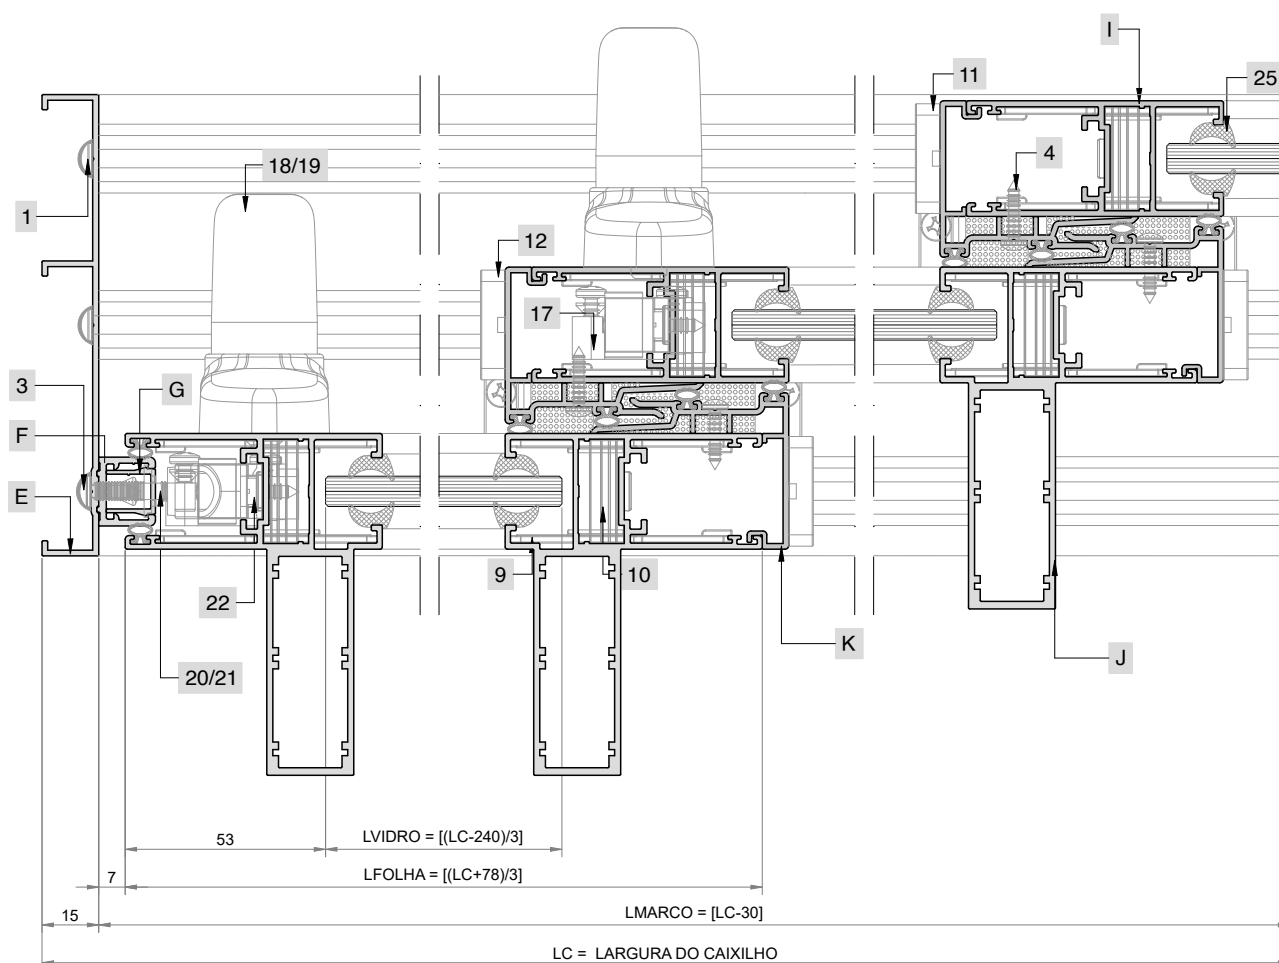 I
11
25
18/19
4
1
12
17
3
G
F
E
9
10
22
K
J
20/21
53
LVIDRO = [(LC-240)/3]
LFOLHA = [(LC+78)/3]
7
15
LMARCO = [LC-30]
LC = LARGURA DO CAIXILHO